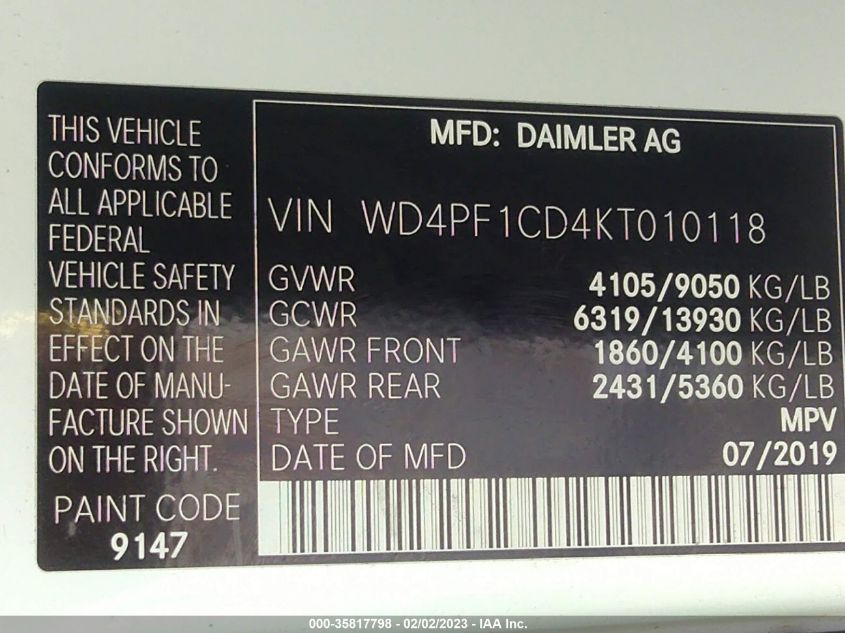 THIS VEHICLE
CONFORMS TO
ALL APPLICABLE
FEDERAL
VEHICLE SAFETY
STANDARDS IN
EFFECT ON THE
DATE OF MANU-
FACTURE SHOWN
ON THE RIGHT.
PAINT CODE
9147
MFD: DAIMLER AG
VIN WD4PF1CD4KT010118
GVWR 4105/9050 KG/LB
GCWR 6319/13930 KG/LB
GAWR FRONT 1860/4100 KG/LB
GAWR REAR 2431/5360 KG/LB
TYPE MPV
DATE OF MFD 07/2019
000-35817798 - 02/02/2023 - IAA Inc.